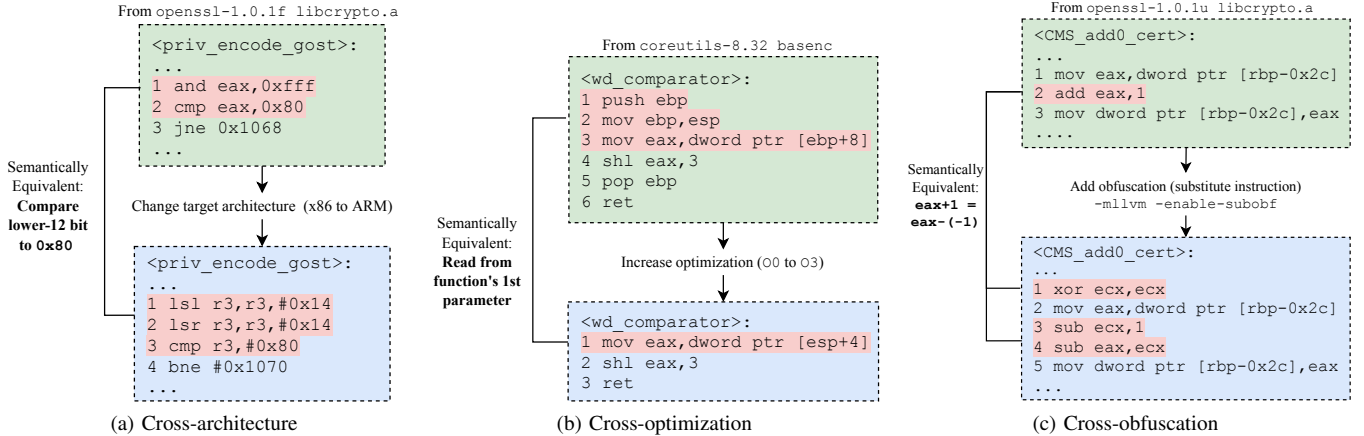 From openssl-1.0.1f libcrypto.a
<priv_encode_gost>:
...
1 and eax,0xfff
2 cmp eax,0x80
3 jne 0x1068
...
Semantically
Equivalent:
Compare
lower-12 bit
to 0x80
Change target architecture (x86 to ARM)
<priv_encode_gost>:
...
1 lsl r3,r3,#0x14
2 lsr r3,r3,#0x14
3 cmp r3,#0x80
4 bne #0x1070
...
(a) Cross-architecture
From coreutils-8.32 basenc
<wd_comparator>:
1 push ebp
2 mov ebp,esp
3 mov eax,dword ptr [ebp+8]
4 shl eax,3
5 pop ebp
6 ret
Semantically
Equivalent:
Read from
function's 1st
parameter
Increase optimization (O0 to O3)
<wd_comparator>:
1 mov eax,dword ptr [esp+4]
2 shl eax,3
3 ret
(b) Cross-optimization
From openssl-1.0.1u libcrypto.a
<CMS_add0_cert>:
...
1 mov eax,dword ptr [rbp-0x2c]
2 add eax,1
3 mov dword ptr [rbp-0x2c],eax
....
Semantically
Equivalent:
eax+1 =
eax-(-1)
Add obfuscation (substitute instruction)
-mllvm -enable-subobf
<CMS_add0_cert>:
...
1 xor ecx,ecx
2 mov eax,dword ptr [rbp-0x2c]
3 sub ecx,1
4 sub eax,ecx
5 mov dword ptr [rbp-0x2c],eax
...
(c) Cross-obfuscation